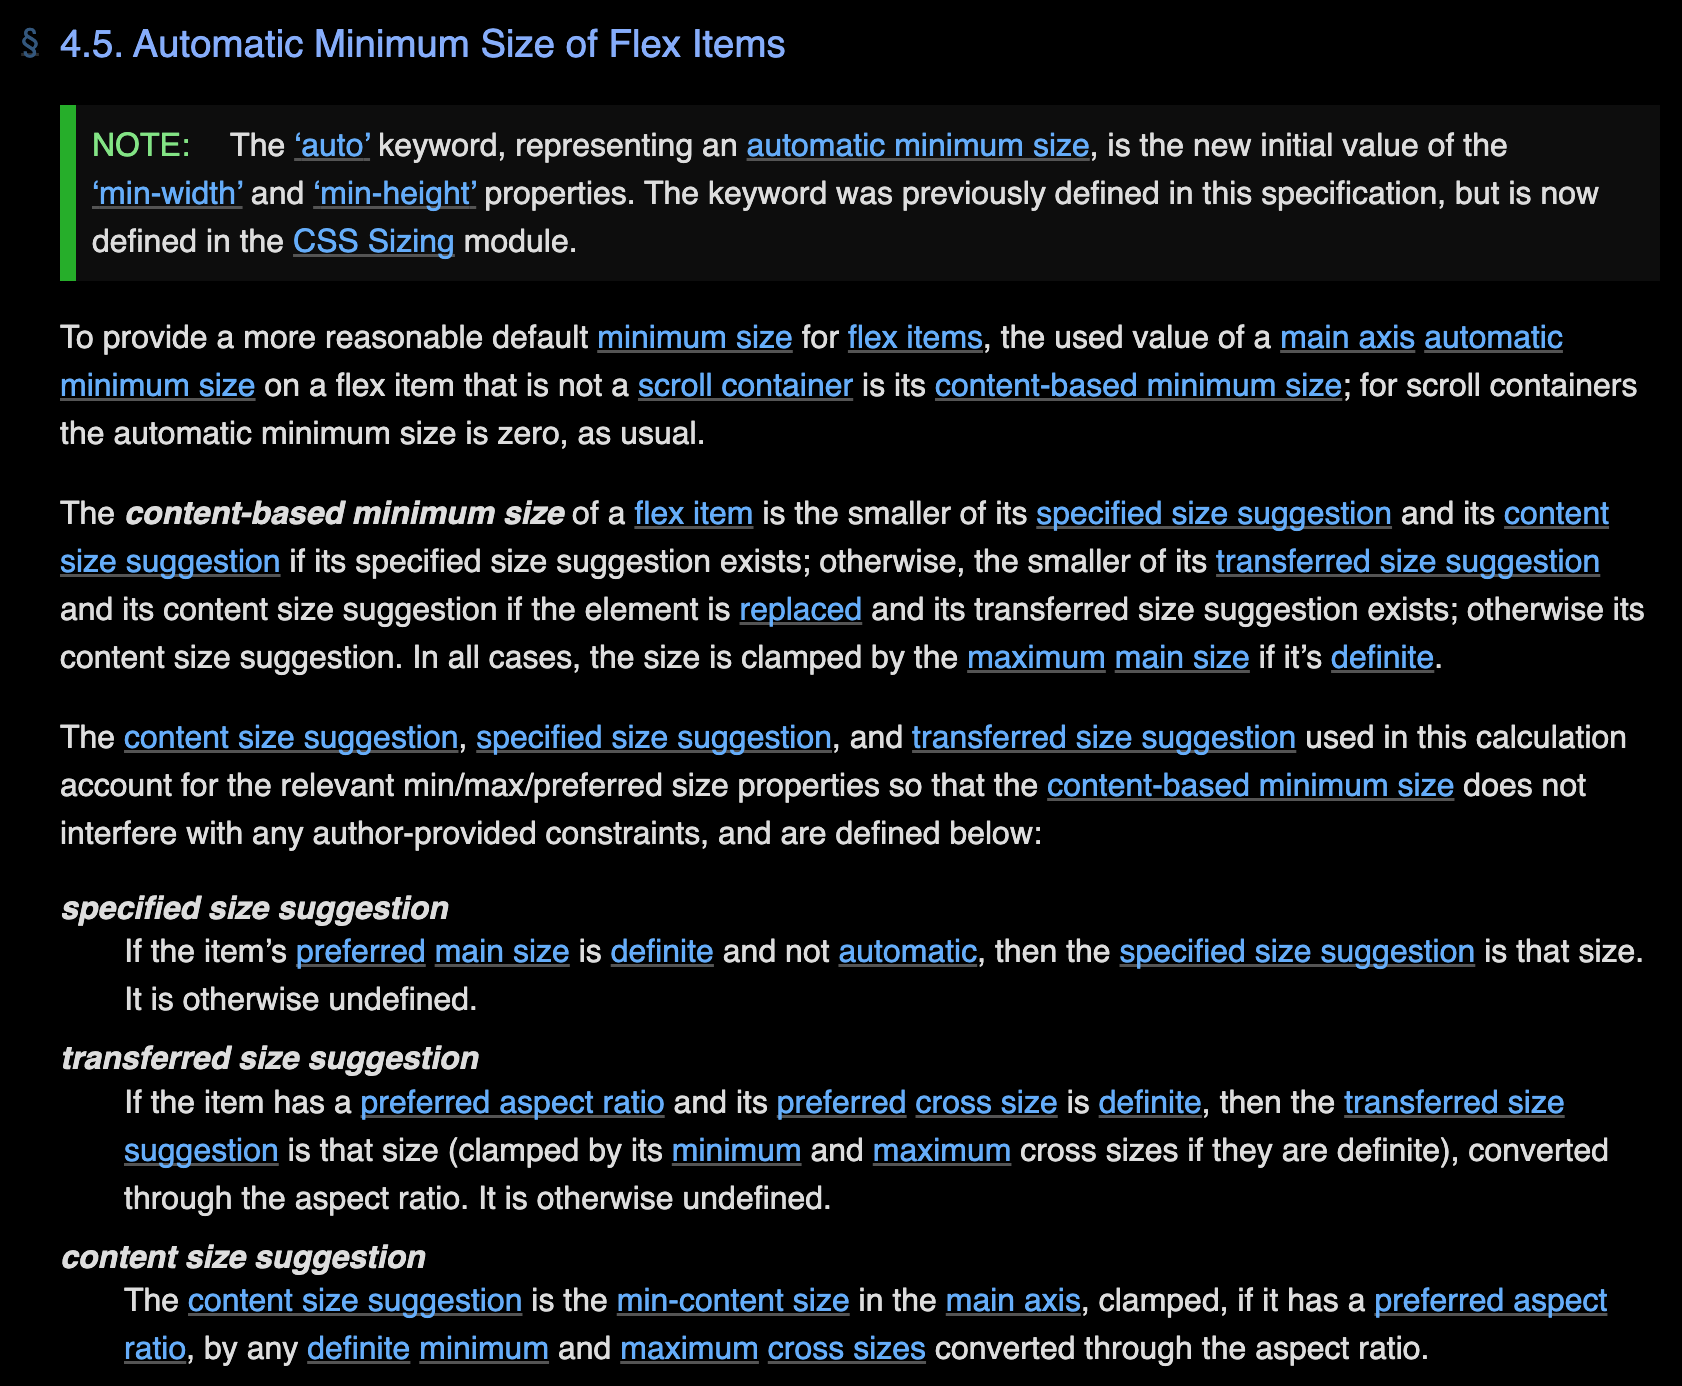 § 4.5. Automatic Minimum Size of Flex Items
NOTE: The ‘auto’ keyword, representing an automatic minimum size, is the new initial value of the
‘min-width’ and ‘min-height’ properties. The keyword was previously defined in this specification, but is now
defined in the CSS Sizing module.
To provide a more reasonable default minimum size for flex items, the used value of a main axis automatic
minimum size on a flex item that is not a scroll container is its content-based minimum size; for scroll containers
the automatic minimum size is zero, as usual.
The content-based minimum size of a flex item is the smaller of its specified size suggestion and its content
size suggestion if its specified size suggestion exists; otherwise, the smaller of its transferred size suggestion
and its content size suggestion if the element is replaced and its transferred size suggestion exists; otherwise its
content size suggestion. In all cases, the size is clamped by the maximum main size if it’s definite.
The content size suggestion, specified size suggestion, and transferred size suggestion used in this calculation
account for the relevant min/max/preferred size properties so that the content-based minimum size does not
interfere with any author-provided constraints, and are defined below:
specified size suggestion
If the item’s preferred main size is definite and not automatic, then the specified size suggestion is that size.
It is otherwise undefined.
transferred size suggestion
If the item has a preferred aspect ratio and its preferred cross size is definite, then the transferred size
suggestion is that size (clamped by its minimum and maximum cross sizes if they are definite), converted
through the aspect ratio. It is otherwise undefined.
content size suggestion
The content size suggestion is the min-content size in the main axis, clamped, if it has a preferred aspect
ratio, by any definite minimum and maximum cross sizes converted through the aspect ratio.